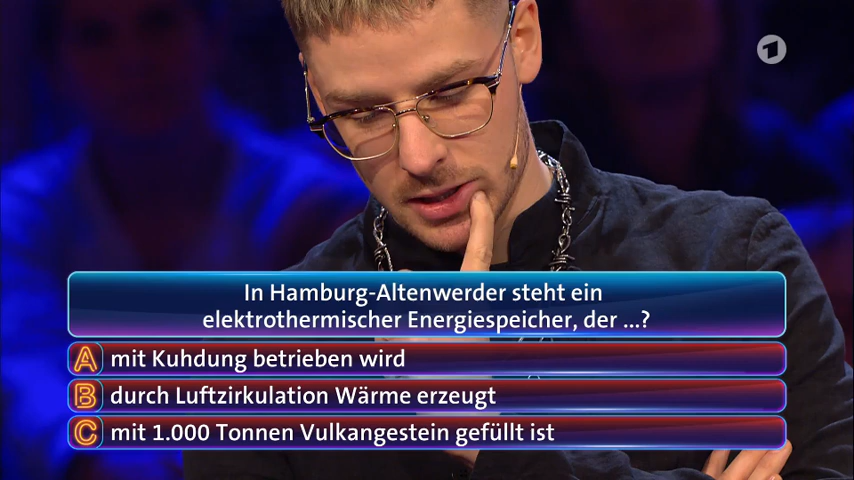 1
In Hamburg-Altenwerder steht ein
elektrothermischer Energiespeicher, der ...?
A mit Kuhdung betrieben wird
B durch Luftzirkulation Wärme erzeugt
C mit 1.000 Tonnen Vulkangestein gefüllt ist